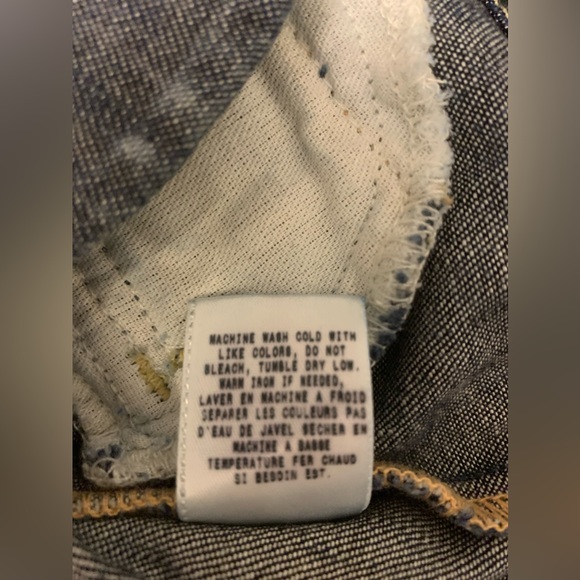 MACHINE WASH COLD WITH
LIKE COLORS, DO NOT
BLEACH, TUMBLE DRY LOW.
WARM IRON IF NEEDED,
LAVER EN MACHINE A FROID
SEPARER LES COULEURS PAS
D'EAU DE JAVEL SECHER EN
MACHINE A BASSE
TEMPERATURE FER CHAUD
SI BESOIN EST.